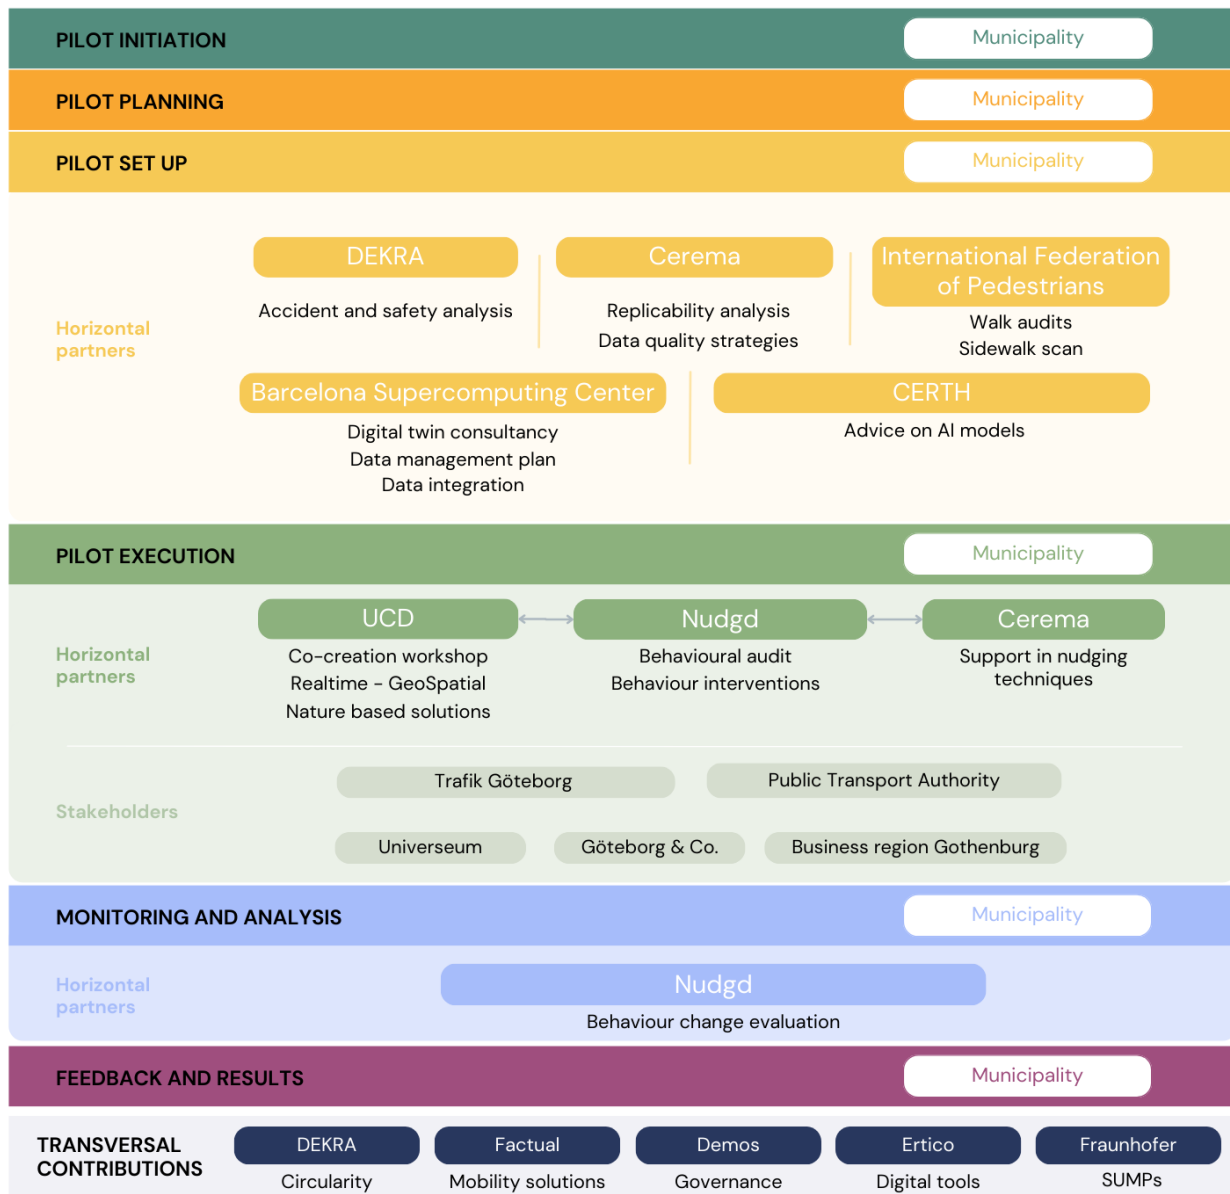 PILOT INITIATION
Municipality
PILOT PLANNING
Municipality
PILOT SET UP
Municipality
Horizontal
partners
DEKRA
Accident and safety analysis
Cerema
Replicability analysis
Data quality strategies
International Federation
of Pedestrians
Walk audits
Sidewalk scan
Barcelona Supercomputing Center
Digital twin consultancy
Data management plan
Data integration
CERTH
Advice on AI models
PILOT EXECUTION
Municipality
Horizontal
partners
UCD
Co-creation workshop
Realtime - GeoSpatial
Nature based solutions
Nudgd
Behavioural audit
Behaviour interventions
Cerema
Support in nudging
techniques
Stakeholders
Trafik Göteborg
Public Transport Authority
Universeum
Göteborg & Co.
Business region Gothenburg
MONITORING AND ANALYSIS
Municipality
Horizontal
partners
Nudgd
Behaviour change evaluation
FEEDBACK AND RESULTS
Municipality
TRANSVERSAL
CONTRIBUTIONS
DEKRA
Circularity
Factual
Mobility solutions
Demos
Governance
Ertico
Digital tools
Fraunhofer
SUMPs